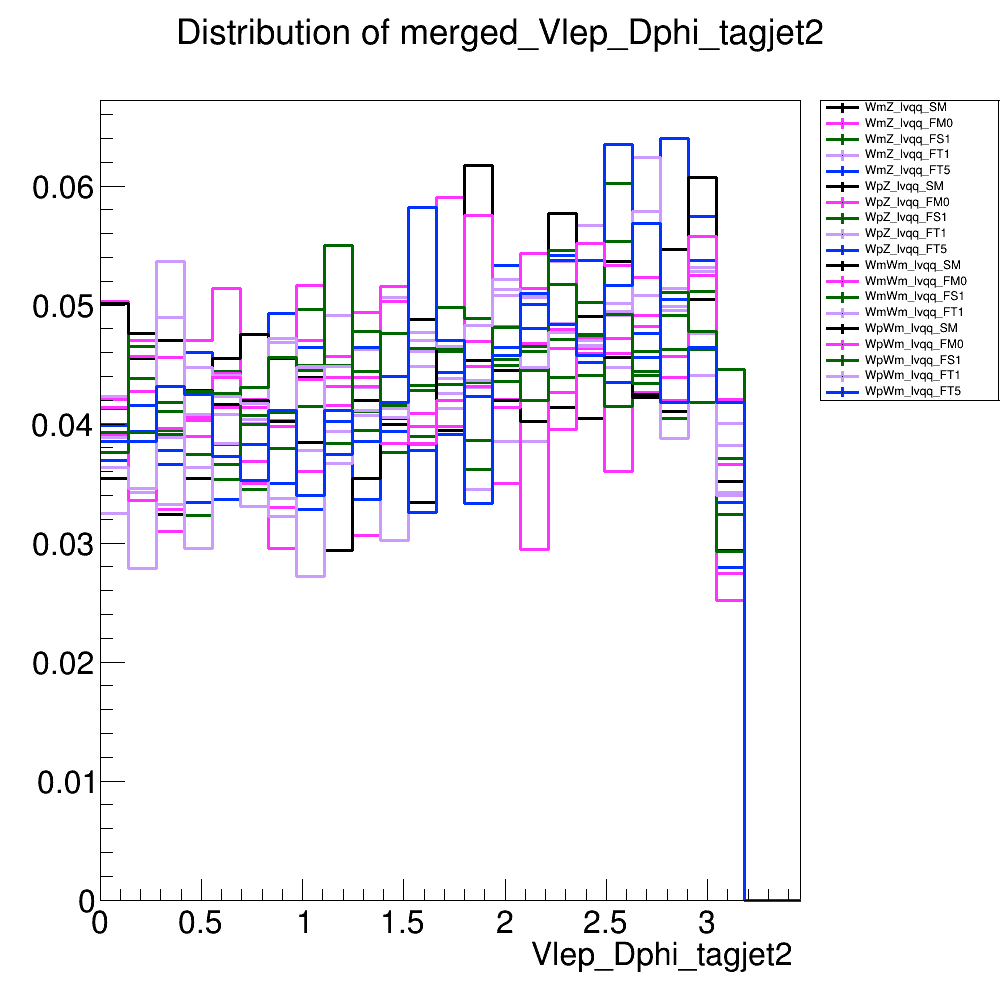 Distribution of merged_Vlep_Dphi_tagjet2
WmZ_lvqq_SM
WmZ_lvqq_FM0
WmZ_lvqq_FS1
WmZ_lvqq_FT1
WmZ_lvqq_FT5
WpZ_lvqq_SM
WpZ_lvqq_FM0
WpZ_lvqq_FS1
WpZ_lvqq_FT1
WpZ_lvqq_FT5
WmWm_lvqq_SM
WmWm_lvqq_FM0
WmWm_lvqq_FS1
WmWm_lvqq_FT1
WpWm_lvqq_SM
WpWm_lvqq_FM0
WpWm_lvqq_FS1
WpWm_lvqq_FT1
WpWm_lvqq_FT5
0.06
0.05
0.04
0.03
0.02
0.01
0
0 0.5 1 1.5 2 2.5 3
Vlep_Dphi_tagjet2